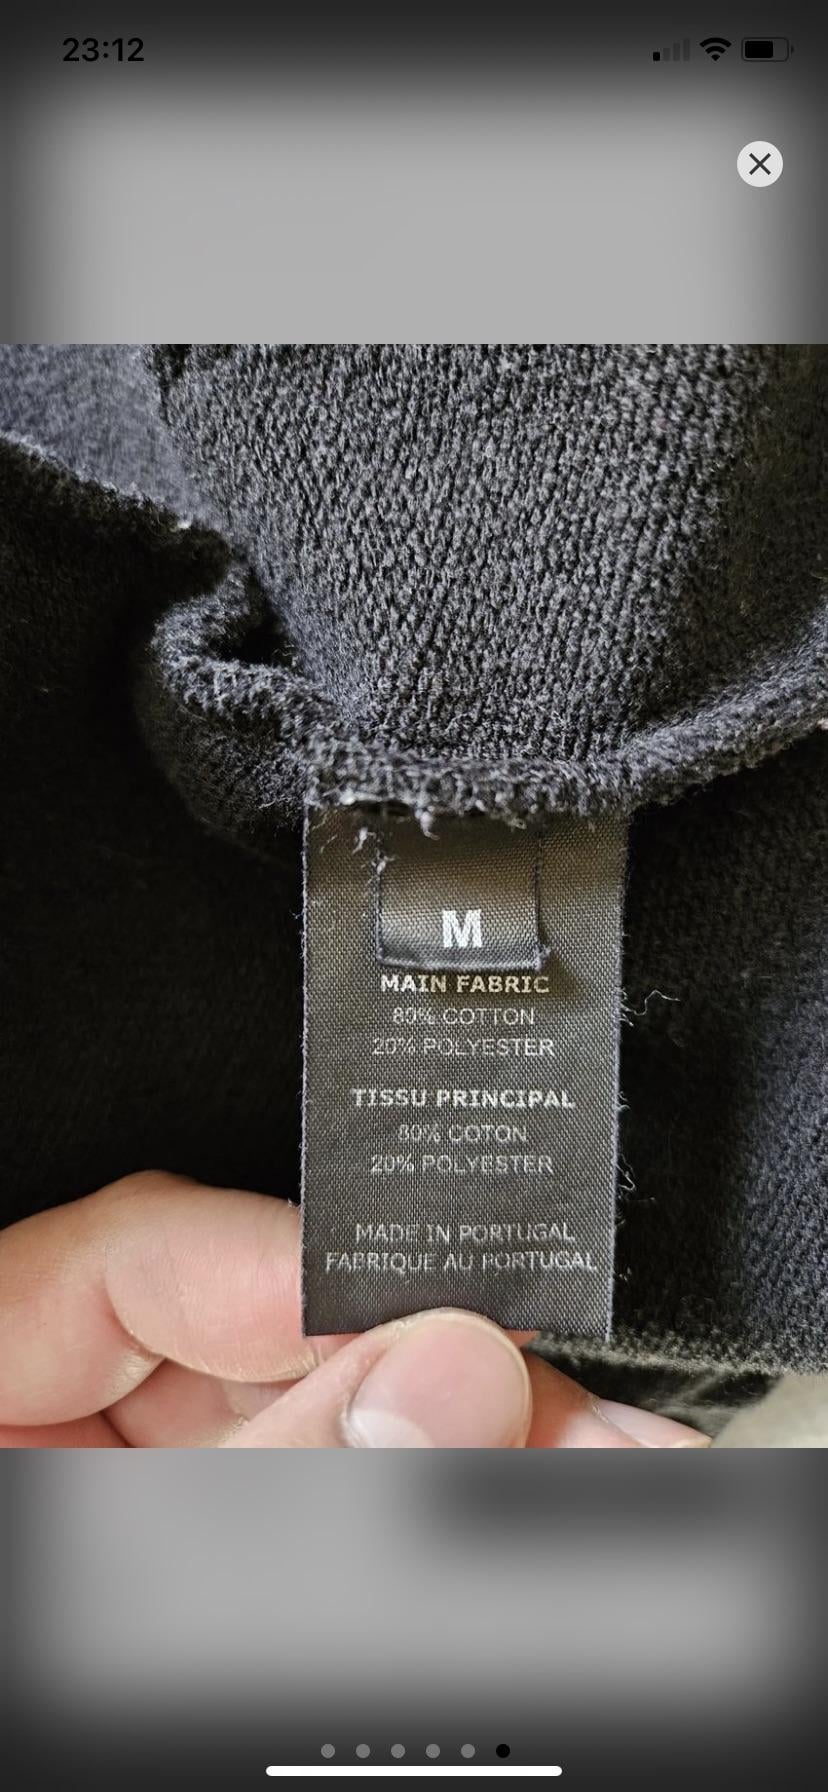 23:12
M
MAIN FABRIC
80% COTTON
20% POLYESTER
TISSU PRINCIPAL
80% COTON
20% POLYESTER
MADE IN PORTUGAL
FABRIQUE AU PORTUGAL